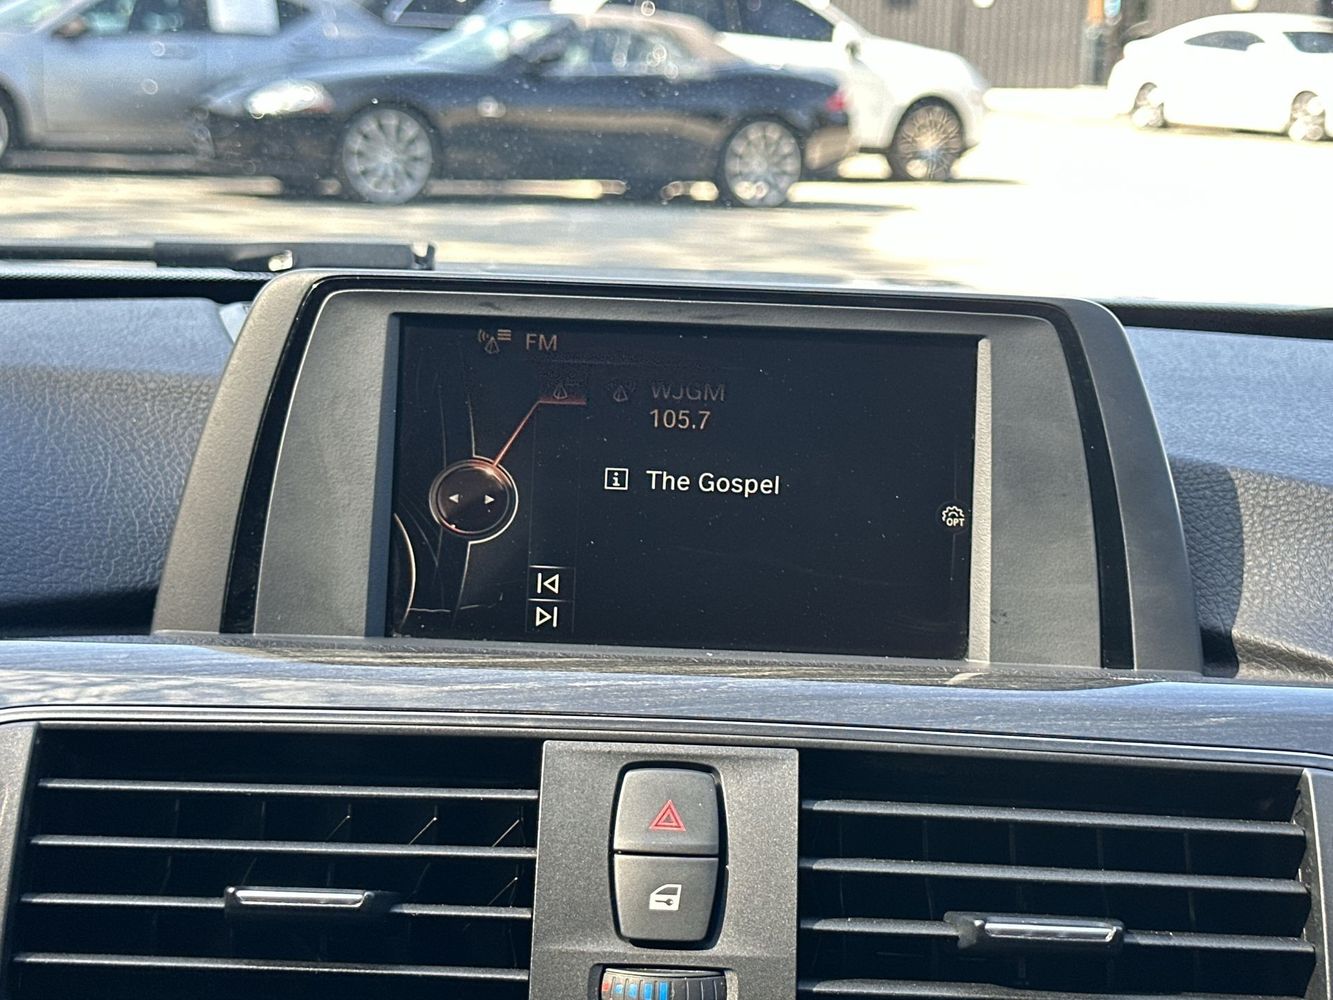 FM
WJGM
105.7
The Gospel
OPT